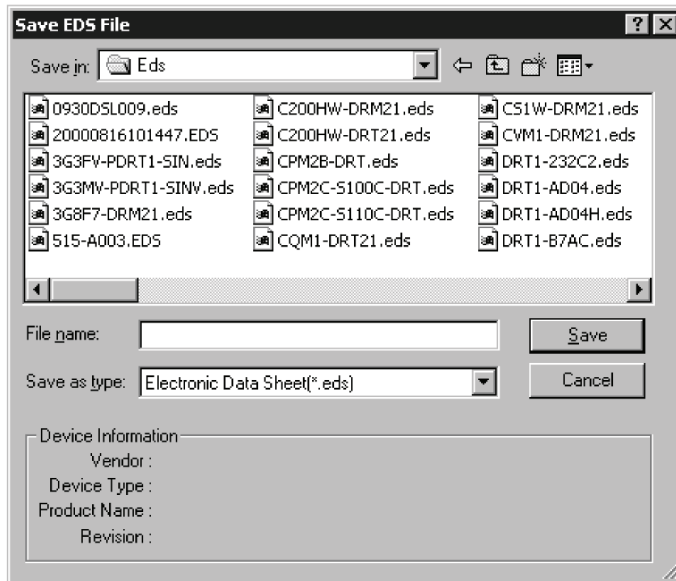 Save EDS File
Save in: Eds
0930DSL009.eds C200HW-DRM21.eds CS1W-DRM21.eds
20000816101447.EDS C200HW-DRT21.eds CVM1-DRM21.eds
3G3FV-PDRT1-SIN.eds CPM2B-DRT.eds DRT1-232C2.eds
3G3MV-PDRT1-SINV.eds CPM2C-S100C-DRT.eds DRT1-AD04.eds
3G8F7-DRM21.eds CPM2C-S110C-DRT.eds DRT1-AD04H.eds
515-A003.EDS CQM1-DRT21.eds DRT1-B7AC.eds
File name: Save
Save as type: Electronic Data Sheet(*.eds) Cancel
Device Information
Vendor :
Device Type :
Product Name :
Revision :